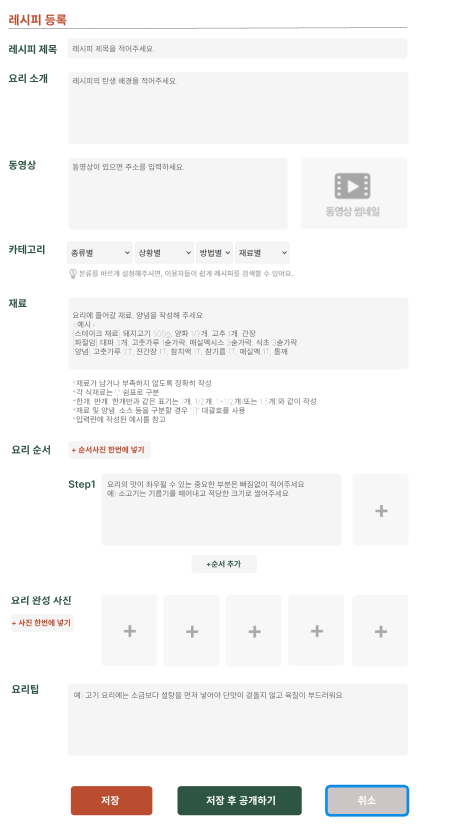 레시피 등록
레시피 제목
레시피 제목을 적어주세요.
요리 소개
레시피의 탄생 배경을 적어주세요.
동영상
동영상이 있으면 주소를 입력하세요.
동영상 썸네일
카테고리
종류별 상황별 방법별 재료별
분류를 바르게 설정해주시면, 이용자들이 쉽게 레시피를 검색할 수 있어요.
재료
요리에 들어갈 재료, 양념을 작성해 주세요.
<예시>
[스테이크 재료] 돼지고기 500g, 양파 1/2개, 고추 1개, 간장
[파절임] 대파 3개, 고춧가루 1숟가락, 매실엑시스 2숟가락, 식초 3숟가락
[양념] 고춧가루 2T, 진간장 1T, 참치액 1T, 참기름 1T, 매실액 1T, 통깨
*재료가 남거나 부족하지 않도록 정확히 작성
*각 식재료는 "," 쉼표로 구분
*한개, 반개, 한개반과 같은 표기는 1개, 1/2개, 1+1/2개(또는 1.5개)와 같이 작성
*재료 및 양념, 소스 등을 구분할 경우 "[]" 대괄호를 사용
*입력란에 작성된 예시를 참고
요리 순서
+ 순서사진 한번에 넣기
Step1
요리의 맛이 좌우될 수 있는 중요한 부분은 빠짐없이 적어주세요.
예) 소고기는 기름기를 떼어내고 적당한 크기로 썰어주세요.
+
+순서 추가
요리 완성 사진
+ 사진 한번에 넣기
+ + + + +
요리팁
예) 고기 요리에는 소금보다 설탕을 먼저 넣어야 단맛이 겉돌지 않고 육질이 부드러워요.
저장
저장 후 공개하기
취소